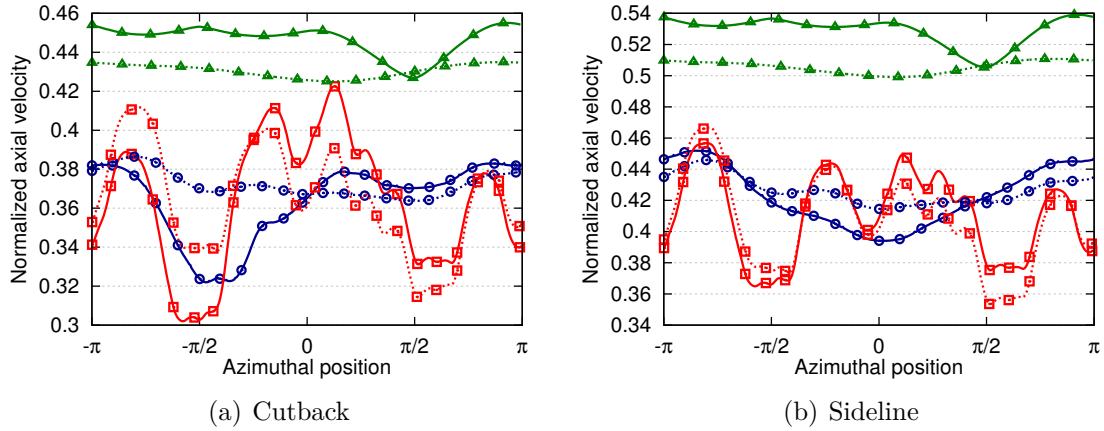 Normalized axial velocity
0.46
0.44
0.42
0.4
0.38
0.36
0.34
0.32
0.3
-π -π/2 0 π/2 π
Azimuthal position
(a) Cutback
Normalized axial velocity
0.54
0.52
0.5
0.48
0.46
0.44
0.42
0.4
0.38
0.36
0.34
-π -π/2 0 π/2 π
Azimuthal position
(b) Sideline